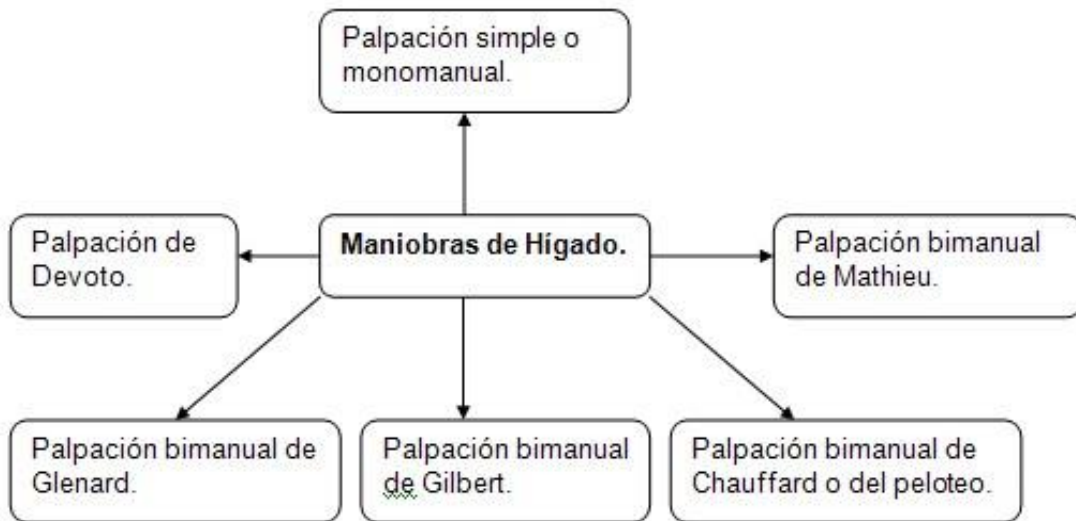 Palpación simple o
monomanual.
Palpación de
Devoto.
Maniobras de Hígado.
Palpación bimanual
de Mathieu.
Palpación bimanual de
Glenard.
Palpación bimanual
de Gilbert.
Palpación bimanual de
Chauffard o del peloteo.